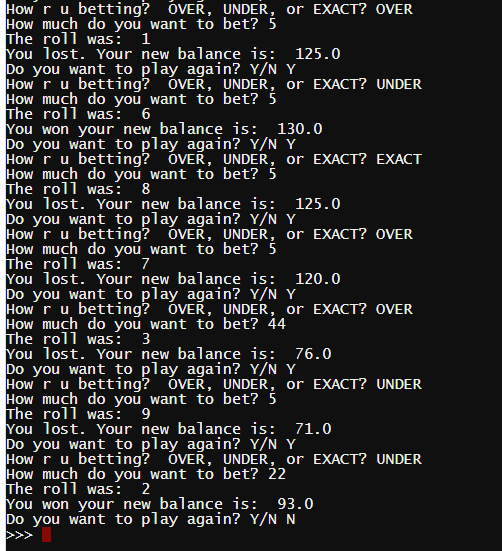 How r u betting?  OVER, UNDER, or EXACT? OVER
How much do you want to bet? 5
The roll was:  1
You lost. Your new balance is:  125.0
Do you want to play again? Y/N Y
How r u betting?  OVER, UNDER, or EXACT? UNDER
How much do you want to bet? 5
The roll was:  6
You won your new balance is:  130.0
Do you want to play again? Y/N Y
How r u betting?  OVER, UNDER, or EXACT? EXACT
How much do you want to bet? 5
The roll was:  8
You lost. Your new balance is:  125.0
Do you want to play again? Y/N Y
How r u betting?  OVER, UNDER, or EXACT? OVER
How much do you want to bet? 5
The roll was:  7
You lost. Your new balance is:  120.0
Do you want to play again? Y/N Y
How r u betting?  OVER, UNDER, or EXACT? OVER
How much do you want to bet? 44
The roll was:  3
You lost. Your new balance is:  76.0
Do you want to play again? Y/N Y
How r u betting?  OVER, UNDER, or EXACT? UNDER
How much do you want to bet? 5
The roll was:  9
You lost. Your new balance is:  71.0
Do you want to play again? Y/N Y
How r u betting?  OVER, UNDER, or EXACT? UNDER
How much do you want to bet? 22
The roll was:  2
You won your new balance is:  93.0
Do you want to play again? Y/N N
>>>